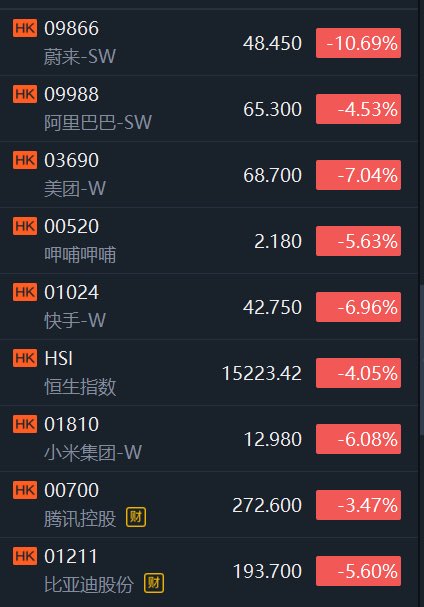 HK 09866
蔚来-SW
48.450 -10.69%
HK 09988
阿里巴巴-SW
65.300 -4.53%
HK 03690
美团-W
68.700 -7.04%
HK 00520
呷哺呷哺
2.180 -5.63%
HK 01024
快手-W
42.750 -6.96%
HK HSI
恒生指数
15223.42 -4.05%
HK 01810
小米集团-W
12.980 -6.08%
HK 00700
腾讯控股 财
272.600 -3.47%
HK 01211
比亚迪股份 财
193.700 -5.60%